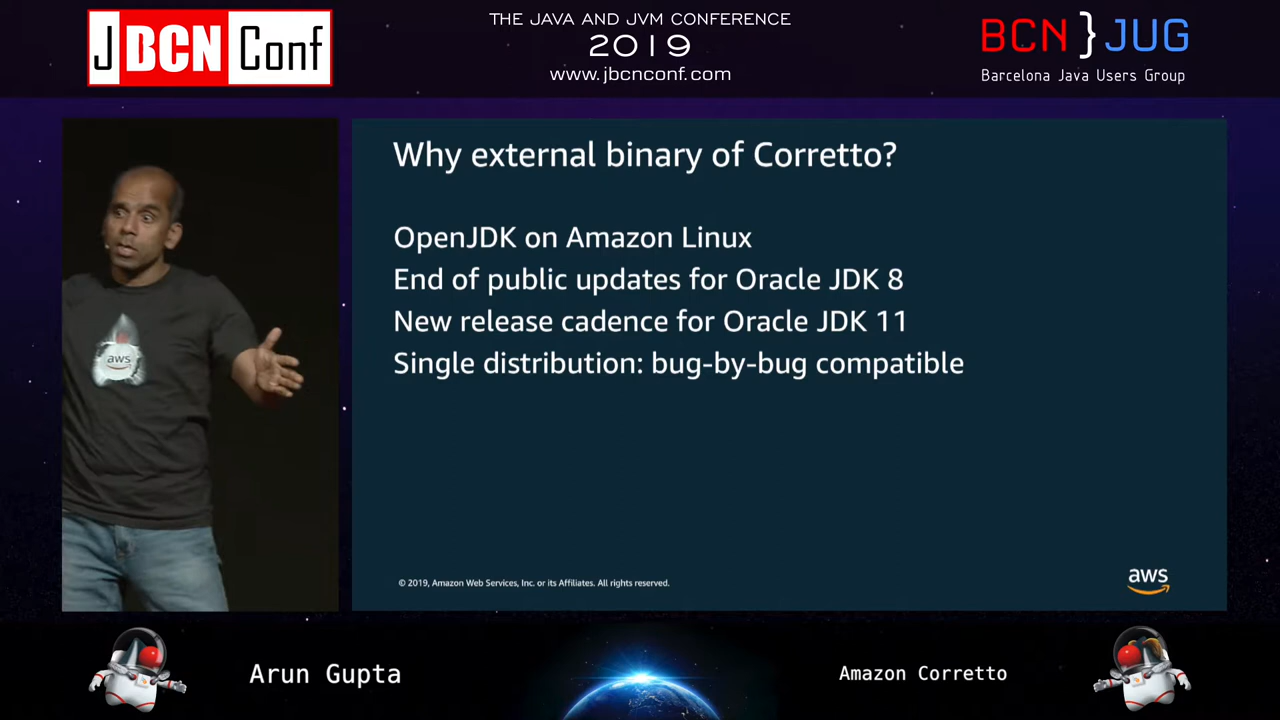 JBCNConf
THE JAVA AND JVM CONFERENCE
2019
www.jbcnconf.com
BCN}JUG
Barcelona Java Users Group
Why external binary of Corretto?
OpenJDK on Amazon Linux
End of public updates for Oracle JDK 8
New release cadence for Oracle JDK 11
Single distribution: bug-by-bug compatible
aws
© 2019, Amazon Web Services, Inc. or its Affiliates. All rights reserved.
aws
Arun Gupta
Amazon Corretto